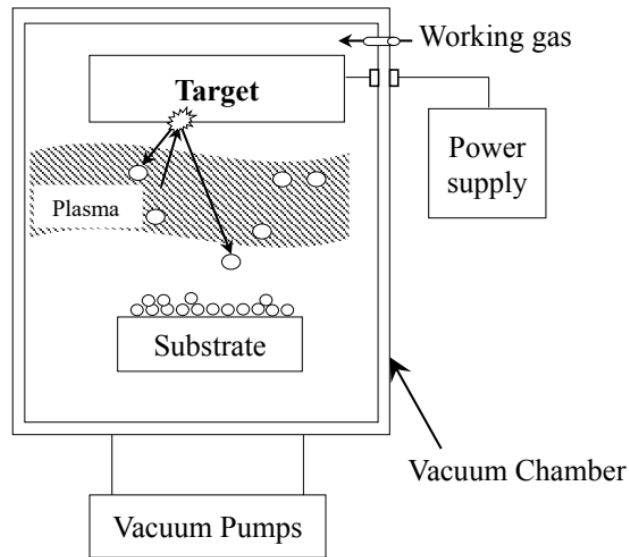 Working gas
Target
Power
supply
Plasma
Substrate
Vacuum Chamber
Vacuum Pumps